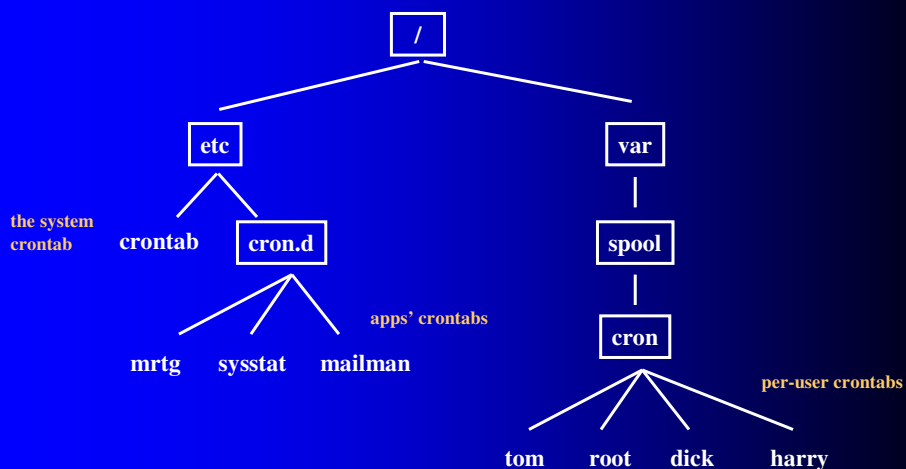 /
etc
var
the system
crontab
crontab
cron.d
spool
apps’ crontabs
cron
mrtg
sysstat
mailman
per-user crontabs
tom
root
dick
harry